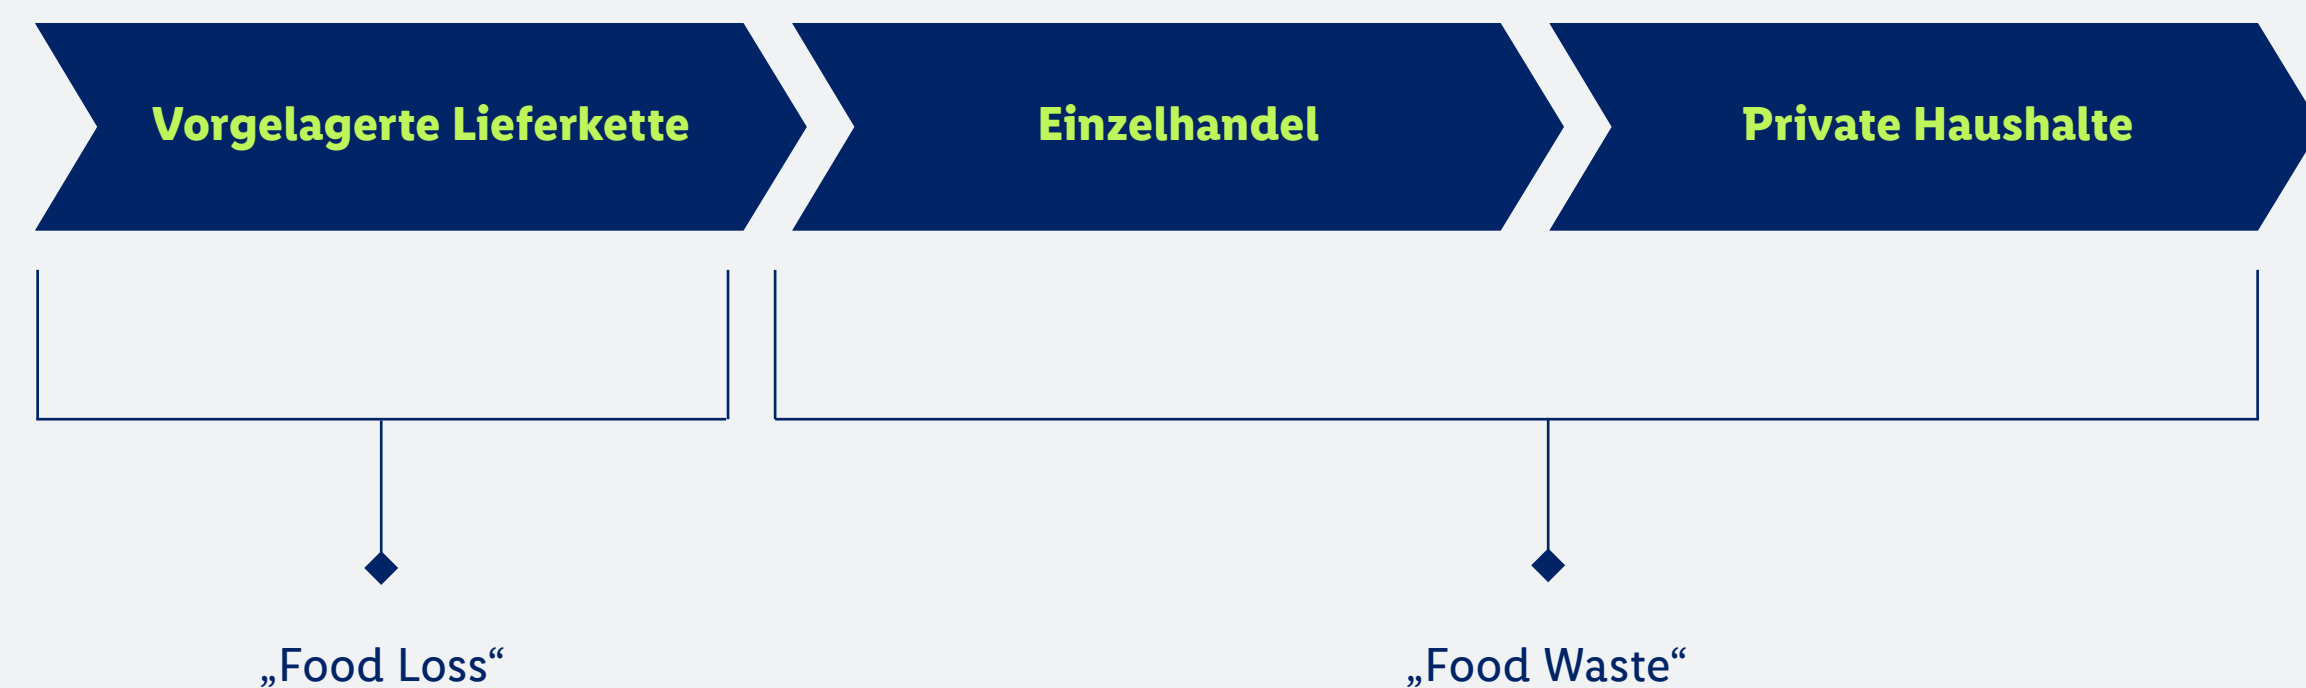 Vorgelagerte Lieferkette
Einzelhandel
Private Haushalte
„Food Loss“
„Food Waste“